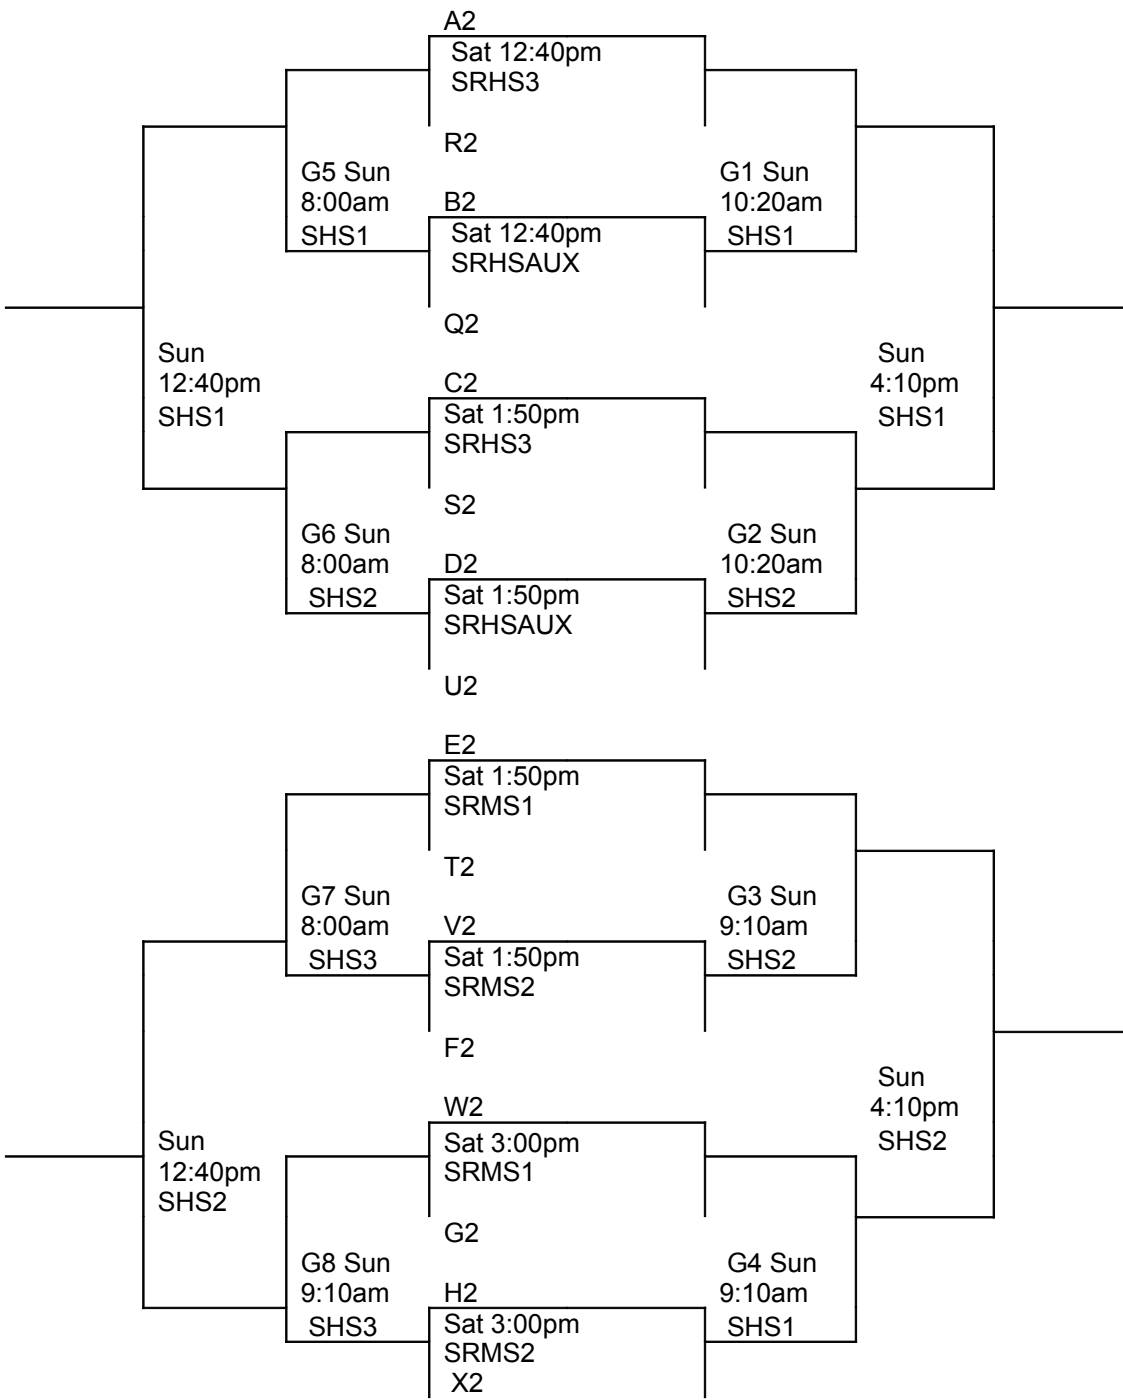 A2
Sat 12:40pm
SRHS3
R2
G5 Sun
8:00am
SHS1
B2
Sat 12:40pm
SRHSAUX
Q2
G1 Sun
10:20am
SHS1
Sun
12:40pm
SHS1
C2
Sat 1:50pm
SRHS3
S2
Sun
4:10pm
SHS1
G6 Sun
8:00am
SHS2
D2
Sat 1:50pm
SRHSAUX
U2
G2 Sun
10:20am
SHS2
E2
Sat 1:50pm
SRMS1
T2
G7 Sun
8:00am
SHS3
V2
Sat 1:50pm
SRMS2
F2
G3 Sun
9:10am
SHS2
Sun
12:40pm
SHS2
W2
Sat 3:00pm
SRMS1
G2
Sun
4:10pm
SHS2
G8 Sun
9:10am
SHS3
H2
Sat 3:00pm
SRMS2
X2
G4 Sun
9:10am
SHS1